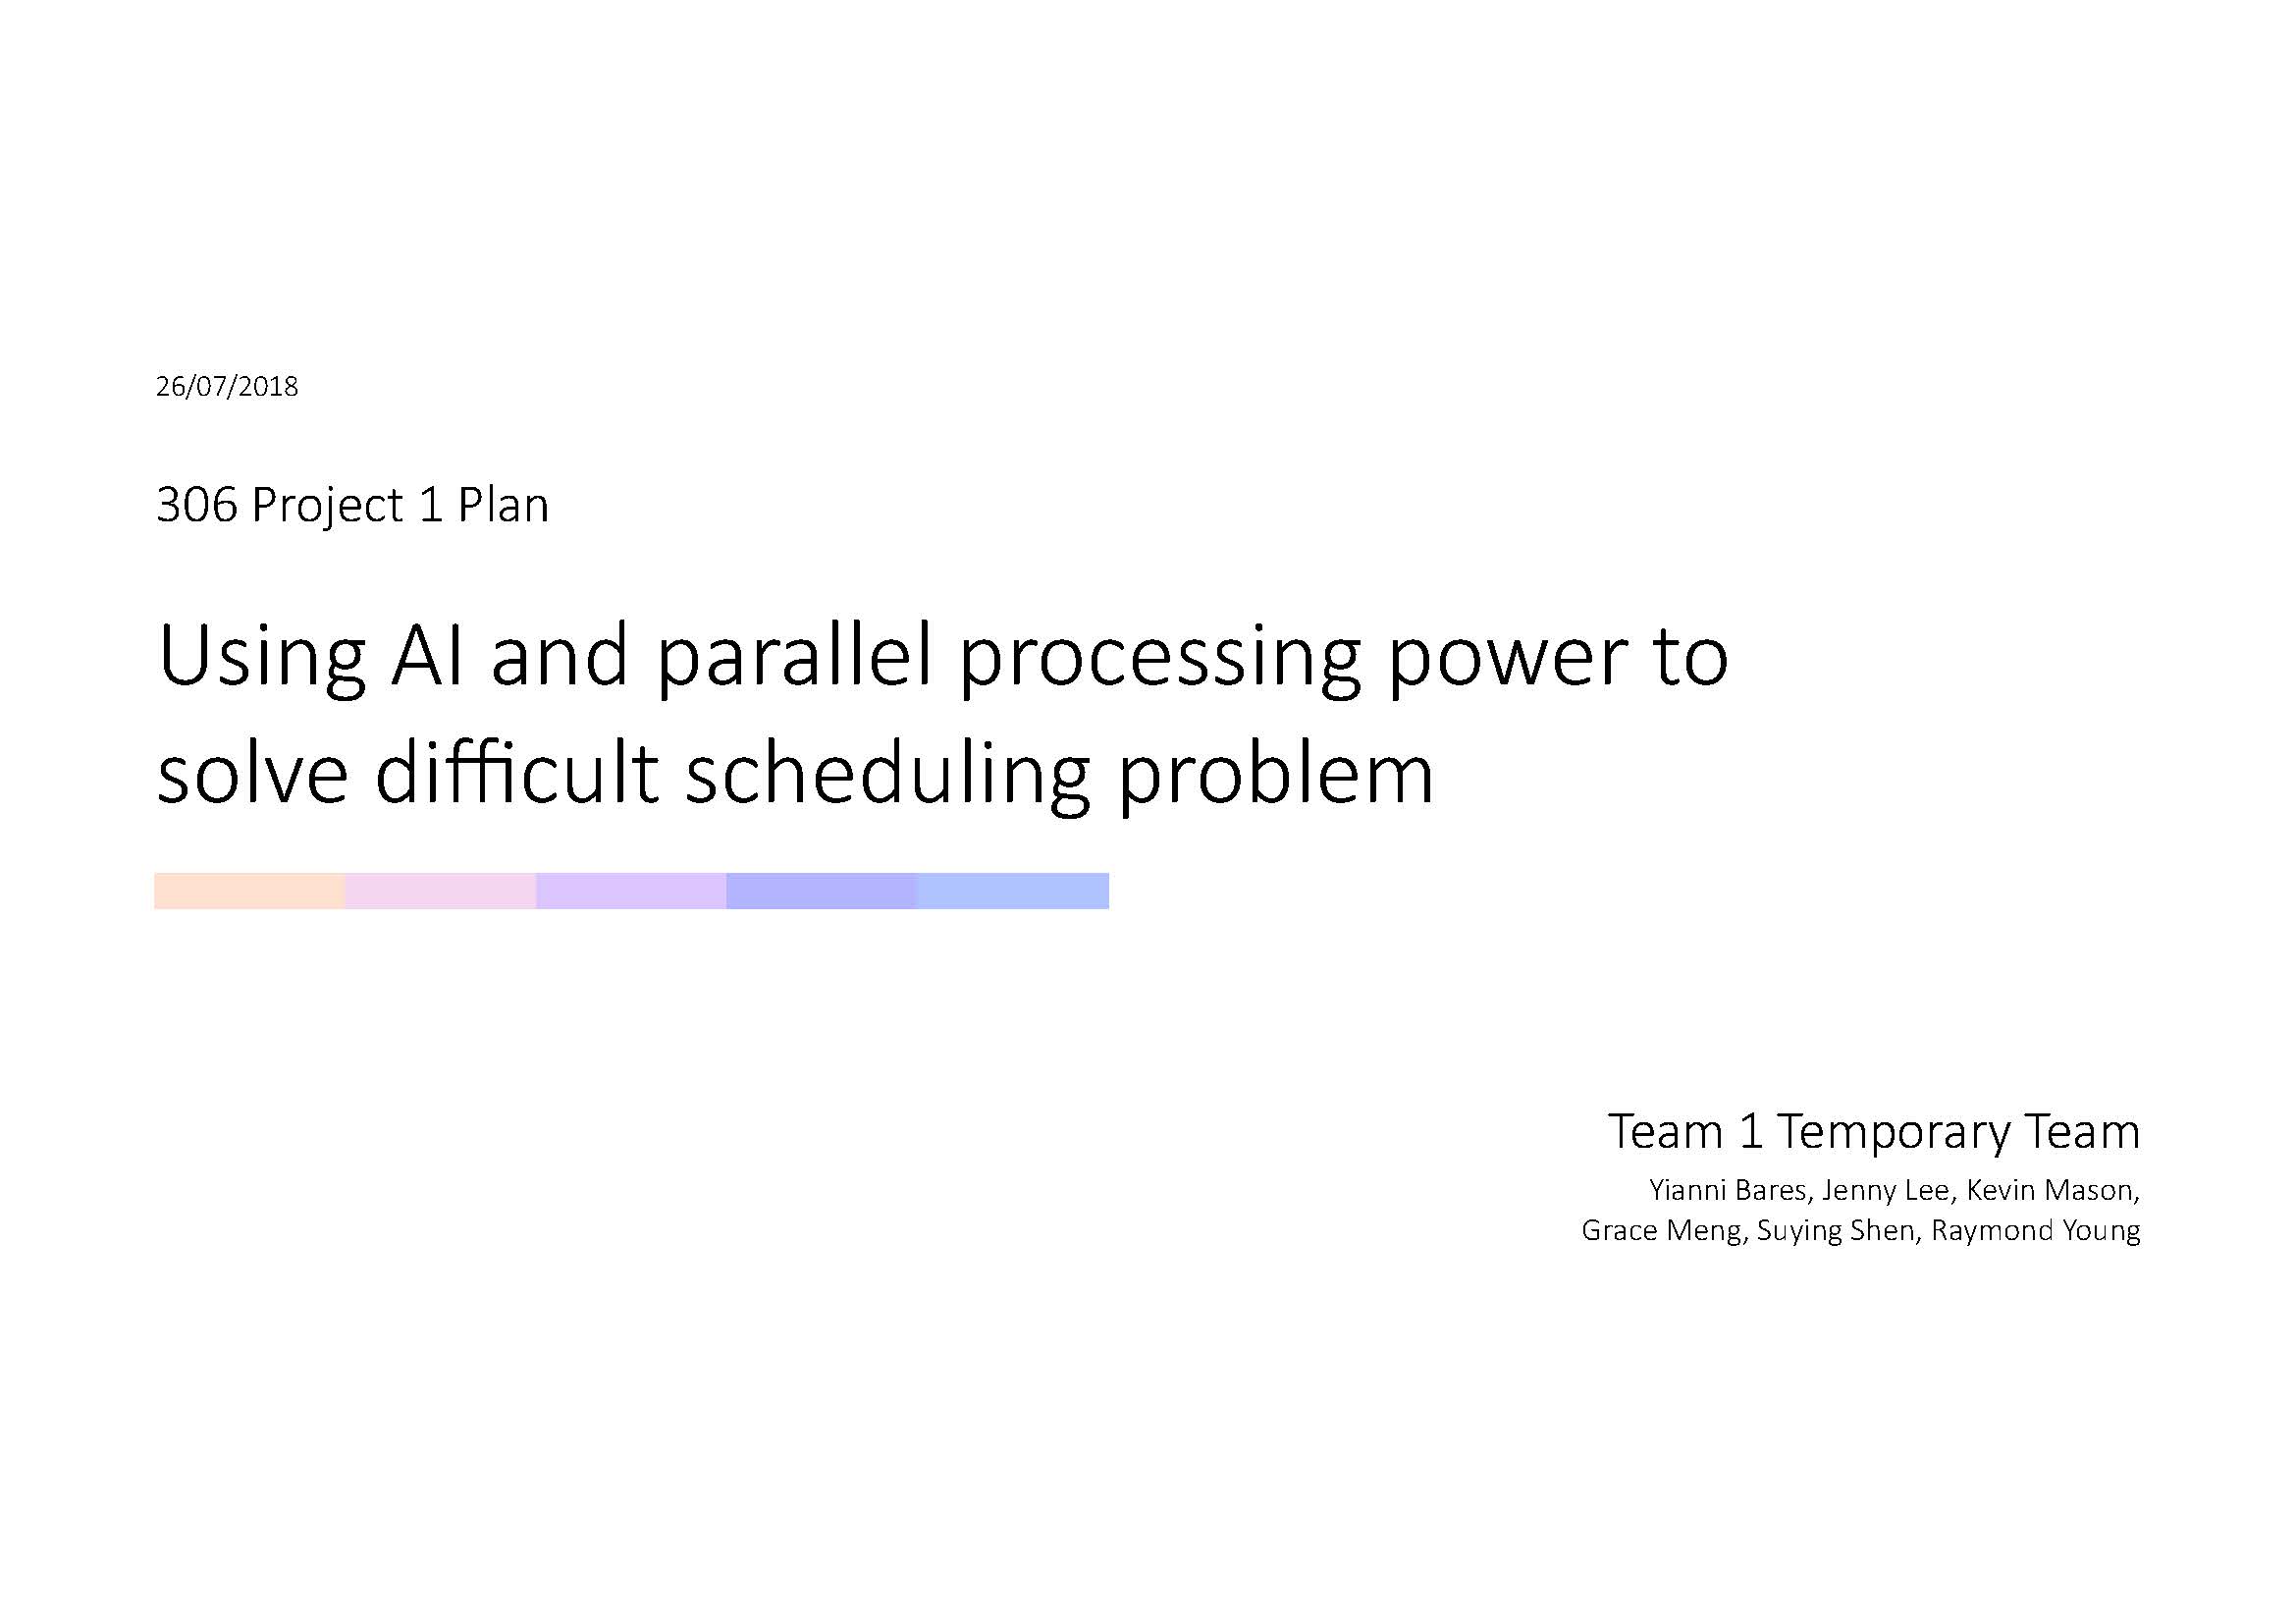 26/07/2018
306 Project 1 Plan
Using AI and parallel processing power to
solve difficult scheduling problem
Team 1 Temporary Team
Yianni Bares, Jenny Lee, Kevin Mason,
Grace Meng, Suying Shen, Raymond Young